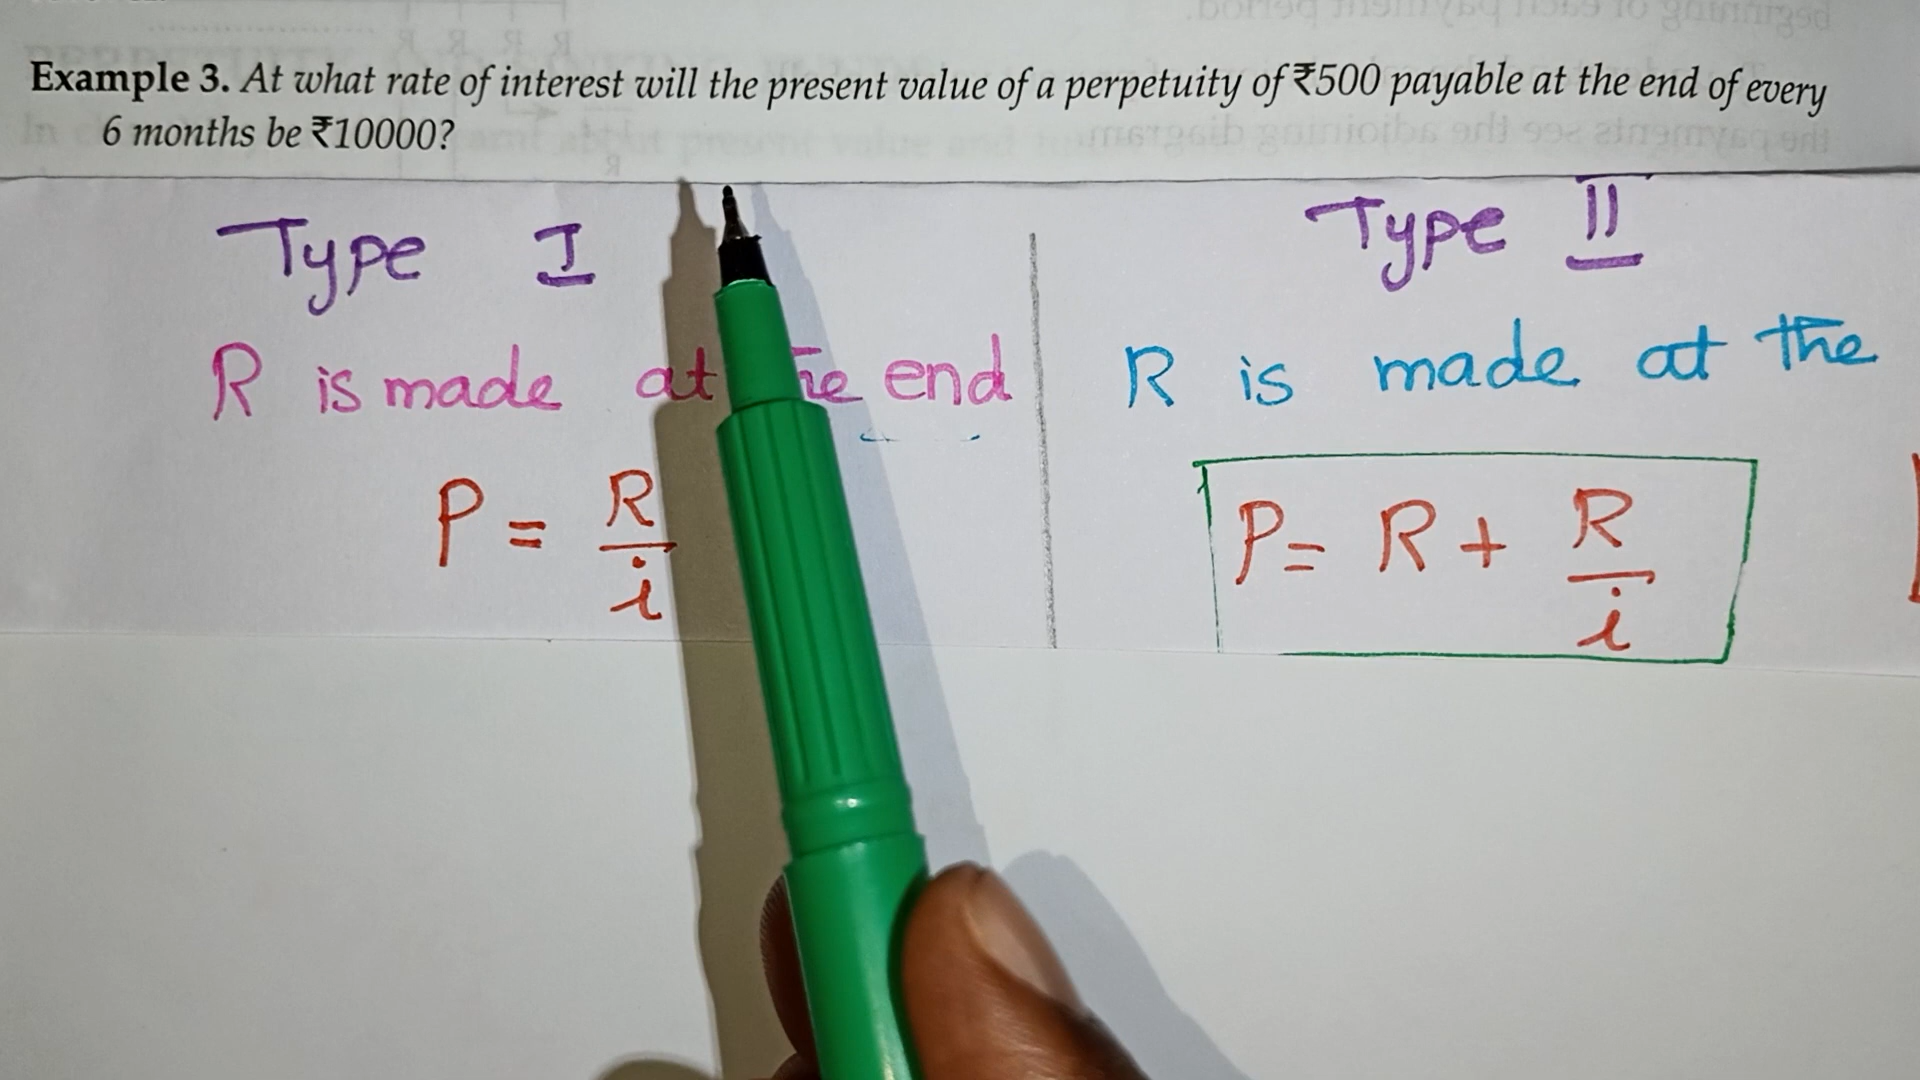 Example 3. At what rate of interest will the present value of a perpetuity of ₹500 payable at the end of every
6 months be ₹10000?
Type I
R is made at the end
P = R/i
Type II
R is made at the
P = R + R/i